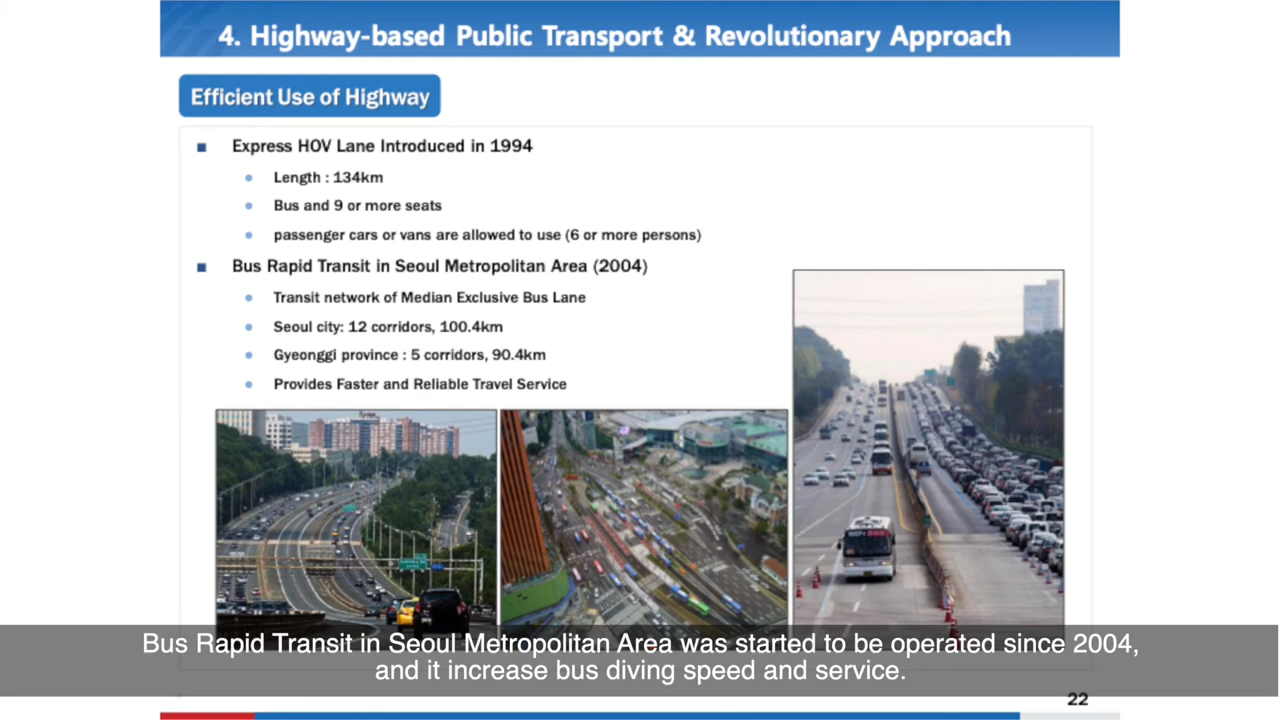 4. Highway-based Public Transport & Revolutionary Approach
Efficient Use of Highway
Express HOV Lane Introduced in 1994
Length : 134km
Bus and 9 or more seats
passenger cars or vans are allowed to use (6 or more persons)
Bus Rapid Transit in Seoul Metropolitan Area (2004)
Transit network of Median Exclusive Bus Lane
Seoul city: 12 corridors, 100.4km
Gyeonggi province : 5 corridors, 90.4km
Provides Faster and Reliable Travel Service
Bus Rapid Transit in Seoul Metropolitan Area was started to be operated since 2004,
and it increase bus diving speed and service.
22